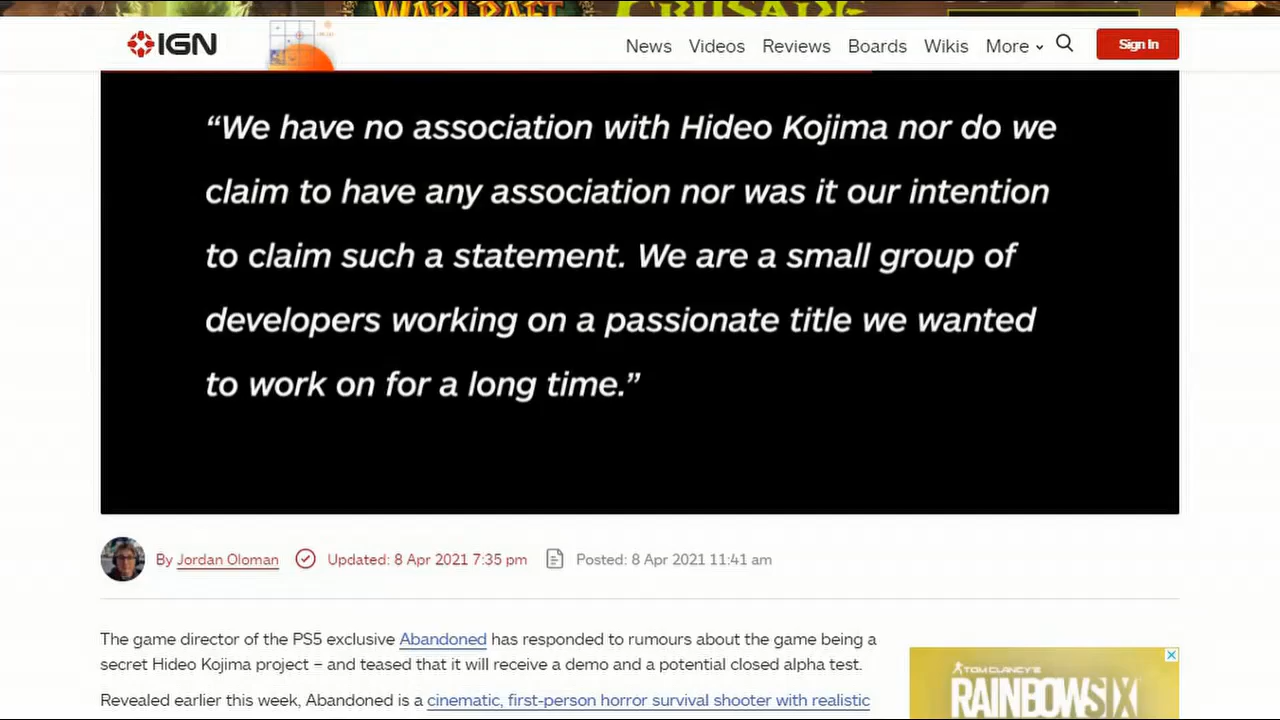 WARCRAFT
CRUSADE
IGN
News Videos Reviews Boards Wikis More
Sign In
“We have no association with Hideo Kojima nor do we
claim to have any association nor was it our intention
to claim such a statement. We are a small group of
developers working on a passionate title we wanted
to work on for a long time.”
By Jordan Oloman Updated: 8 Apr 2021 7:35 pm Posted: 8 Apr 2021 11:41 am
The game director of the PS5 exclusive Abandoned has responded to rumours about the game being a
secret Hideo Kojima project – and teased that it will receive a demo and a potential closed alpha test.
Revealed earlier this week, Abandoned is a cinematic, first-person horror survival shooter with realistic
TOM CLANCY'S
RAINBOWSIX